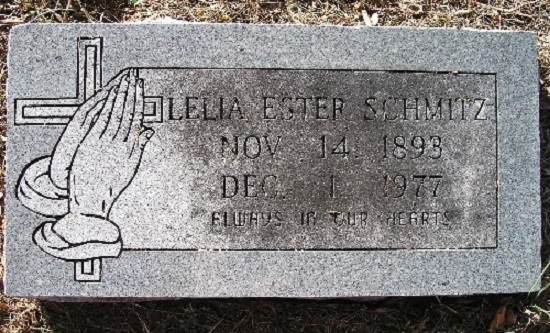 LELIA ESTER SCHMITZ
NOV. 14, 1893
DEC. 1, 1977
ALWAYS IN OUR HEARTS